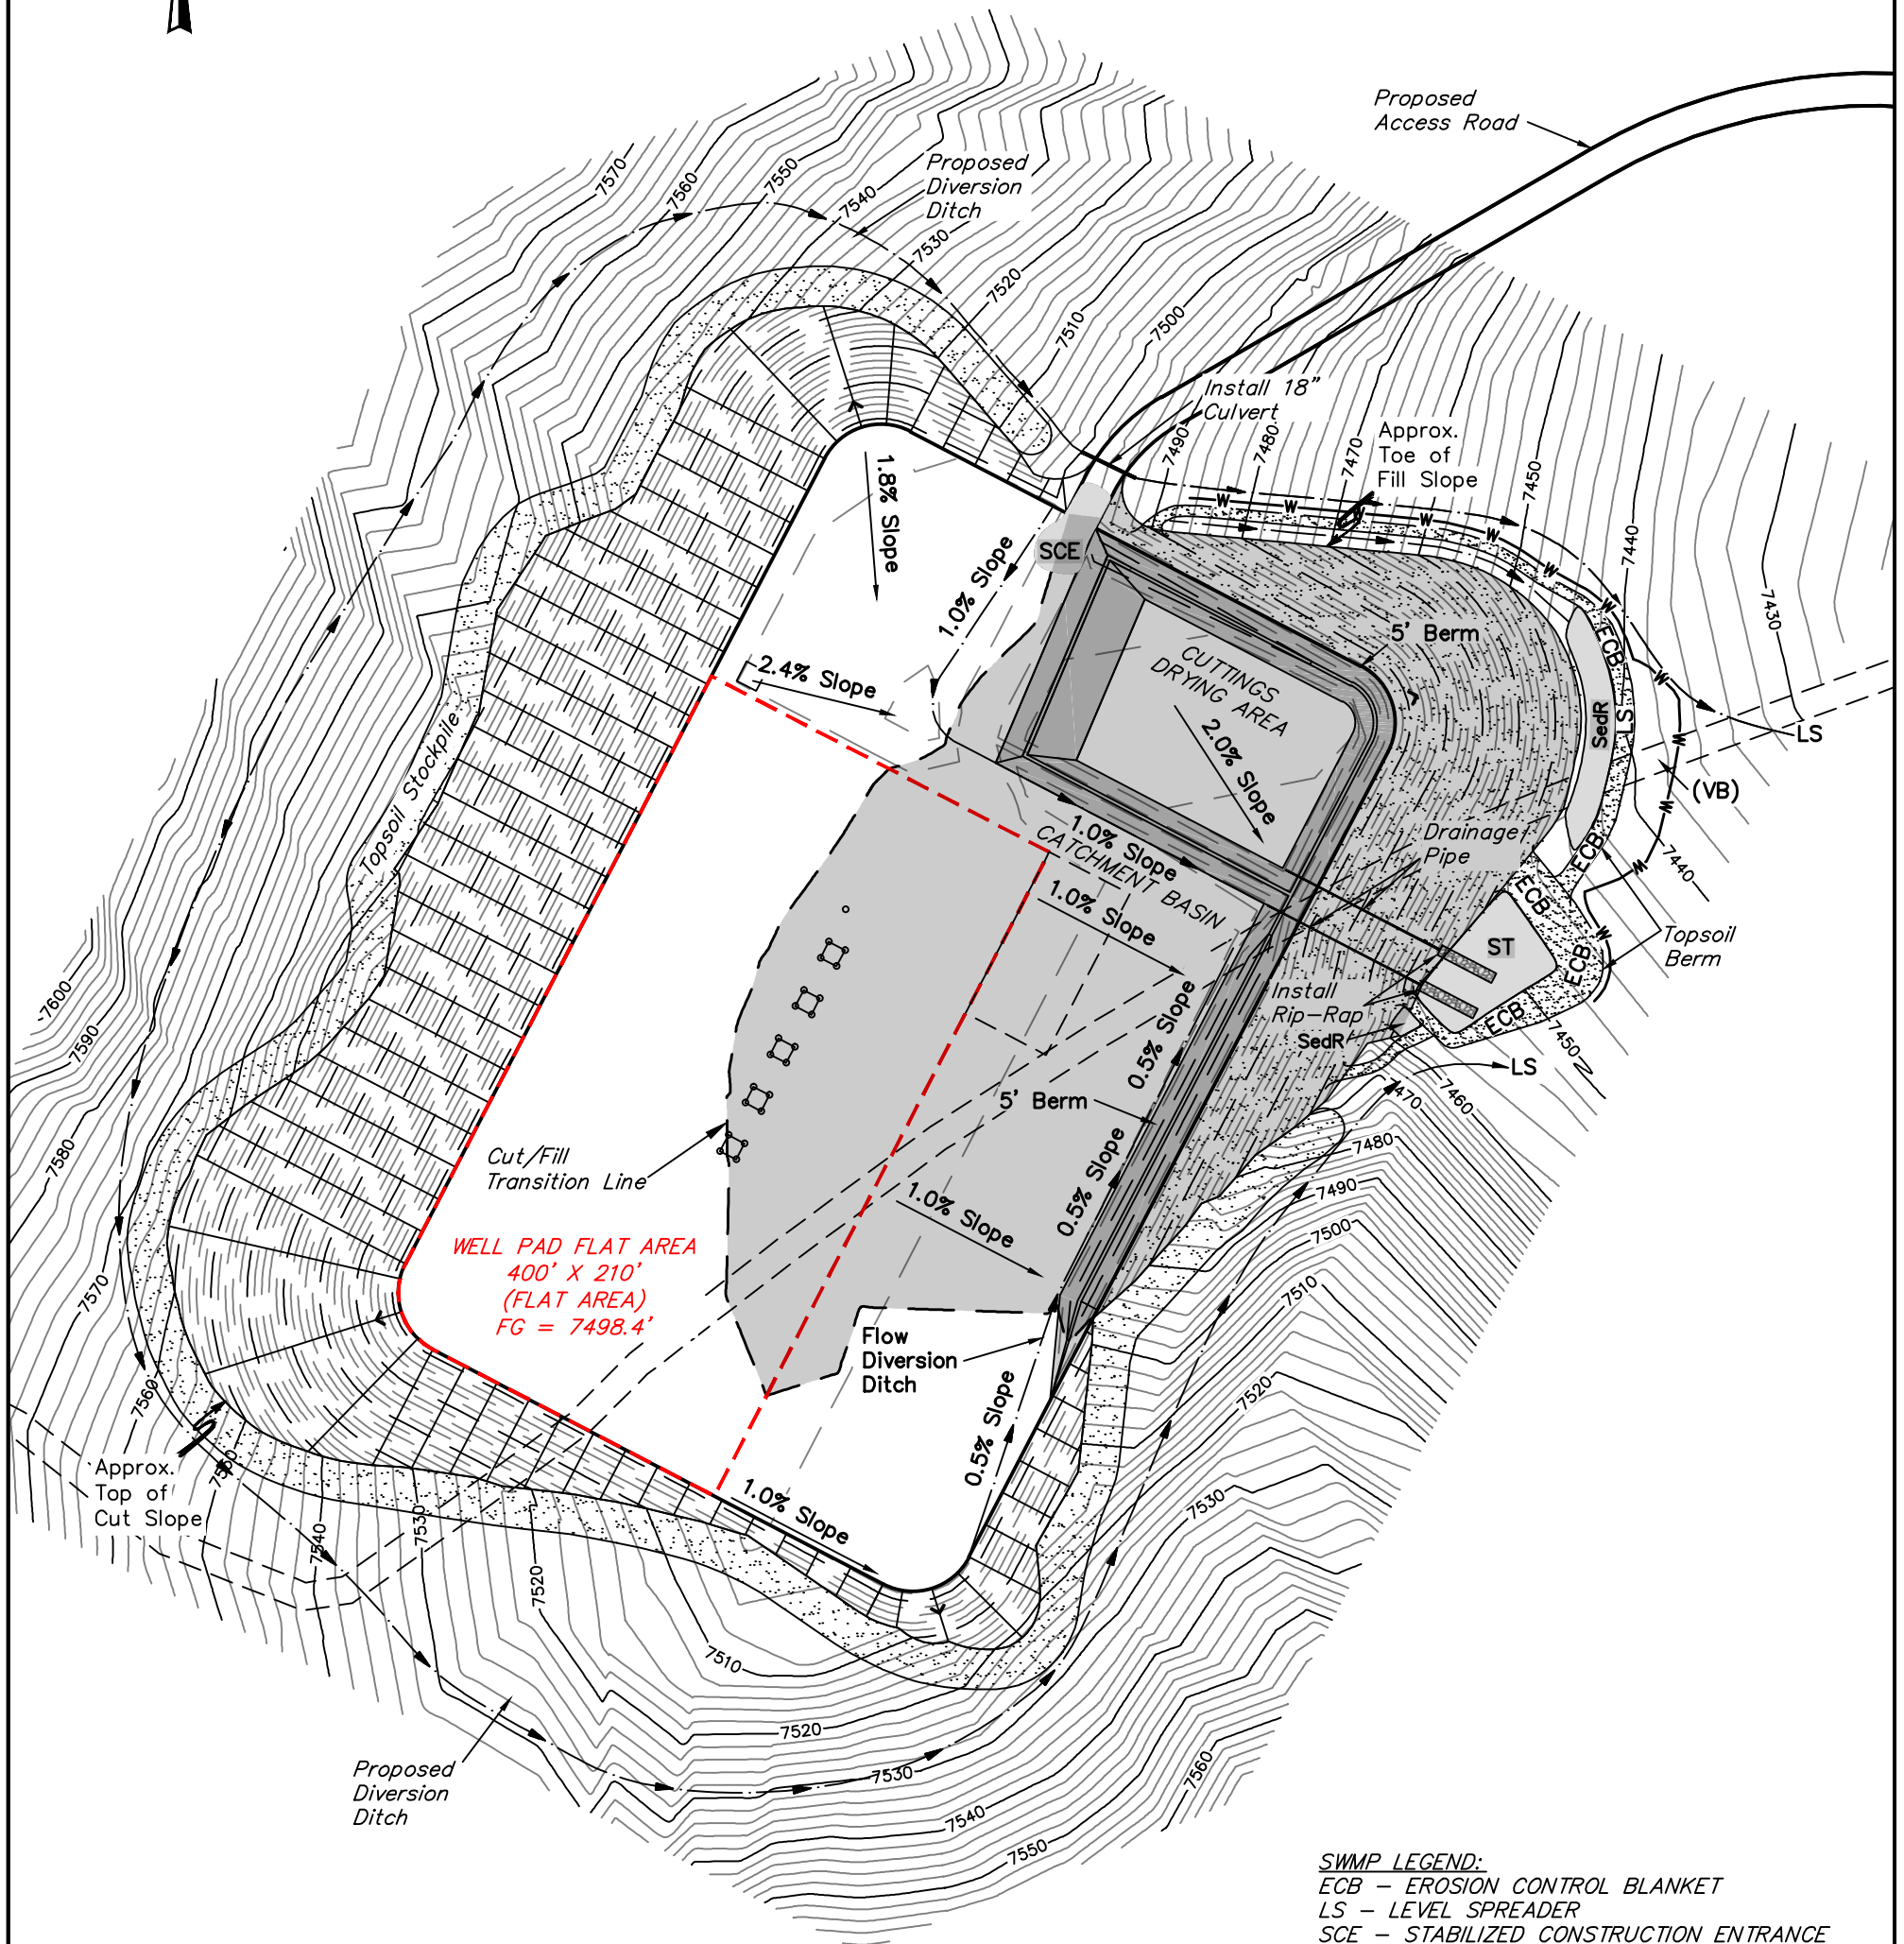 Proposed
Access Road
Proposed
Diversion
Ditch
7570
7560
7550
7540
7530
7520
7510
7500
Install 18"
Culvert
7490
7480
7470
Approx.
Toe of
Fill Slope
7450
7440
7430
W
W
W
W
W
W
W
W
W
W
W
W
1.8% Slope
SCE
1.0% Slope
2.4% Slope
5' Berm
CUTTINGS
DRYING AREA
2.0% Slope
ECB
SedR
LS
LS
(VB)
ECB
7440
Drainage
Pipe
1.0% Slope
CATCHMENT BASIN
1.0% Slope
ECB
ST
ECB
ECB
Topsoil
Berm
Install
Rip-Rap
SedR
LS
7450
7460
7470
7480
7490
7500
7510
7520
7530
Topsoil Stockpile
0.5% Slope
5' Berm
0.5% Slope
1.0% Slope
Cut/Fill
Transition Line
WELL PAD FLAT AREA
400' X 210'
(FLAT AREA)
FG = 7498.4'
Flow
Diversion
Ditch
0.5% Slope
1.0% Slope
7600
7590
7580
7570
7560
7550
Approx.
Top of
Cut Slope
7540
7530
7520
7510
7520
7530
7540
7550
7560
Proposed
Diversion
Ditch
SWMP LEGEND:
ECB – EROSION CONTROL BLANKET
LS – LEVEL SPREADER
SCE – STABILIZED CONSTRUCTION ENTRANCE